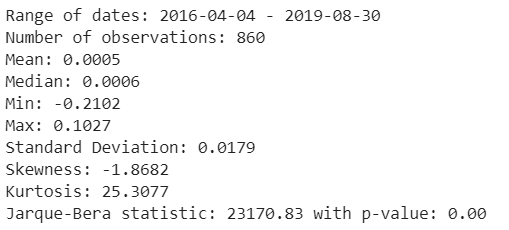 Range of dates: 2016-04-04 - 2019-08-30
Number of observations: 860
Mean: 0.0005
Median: 0.0006
Min: -0.2102
Max: 0.1027
Standard Deviation: 0.0179
Skewness: -1.8682
Kurtosis: 25.3077
Jarque-Bera statistic: 23170.83 with p-value: 0.00